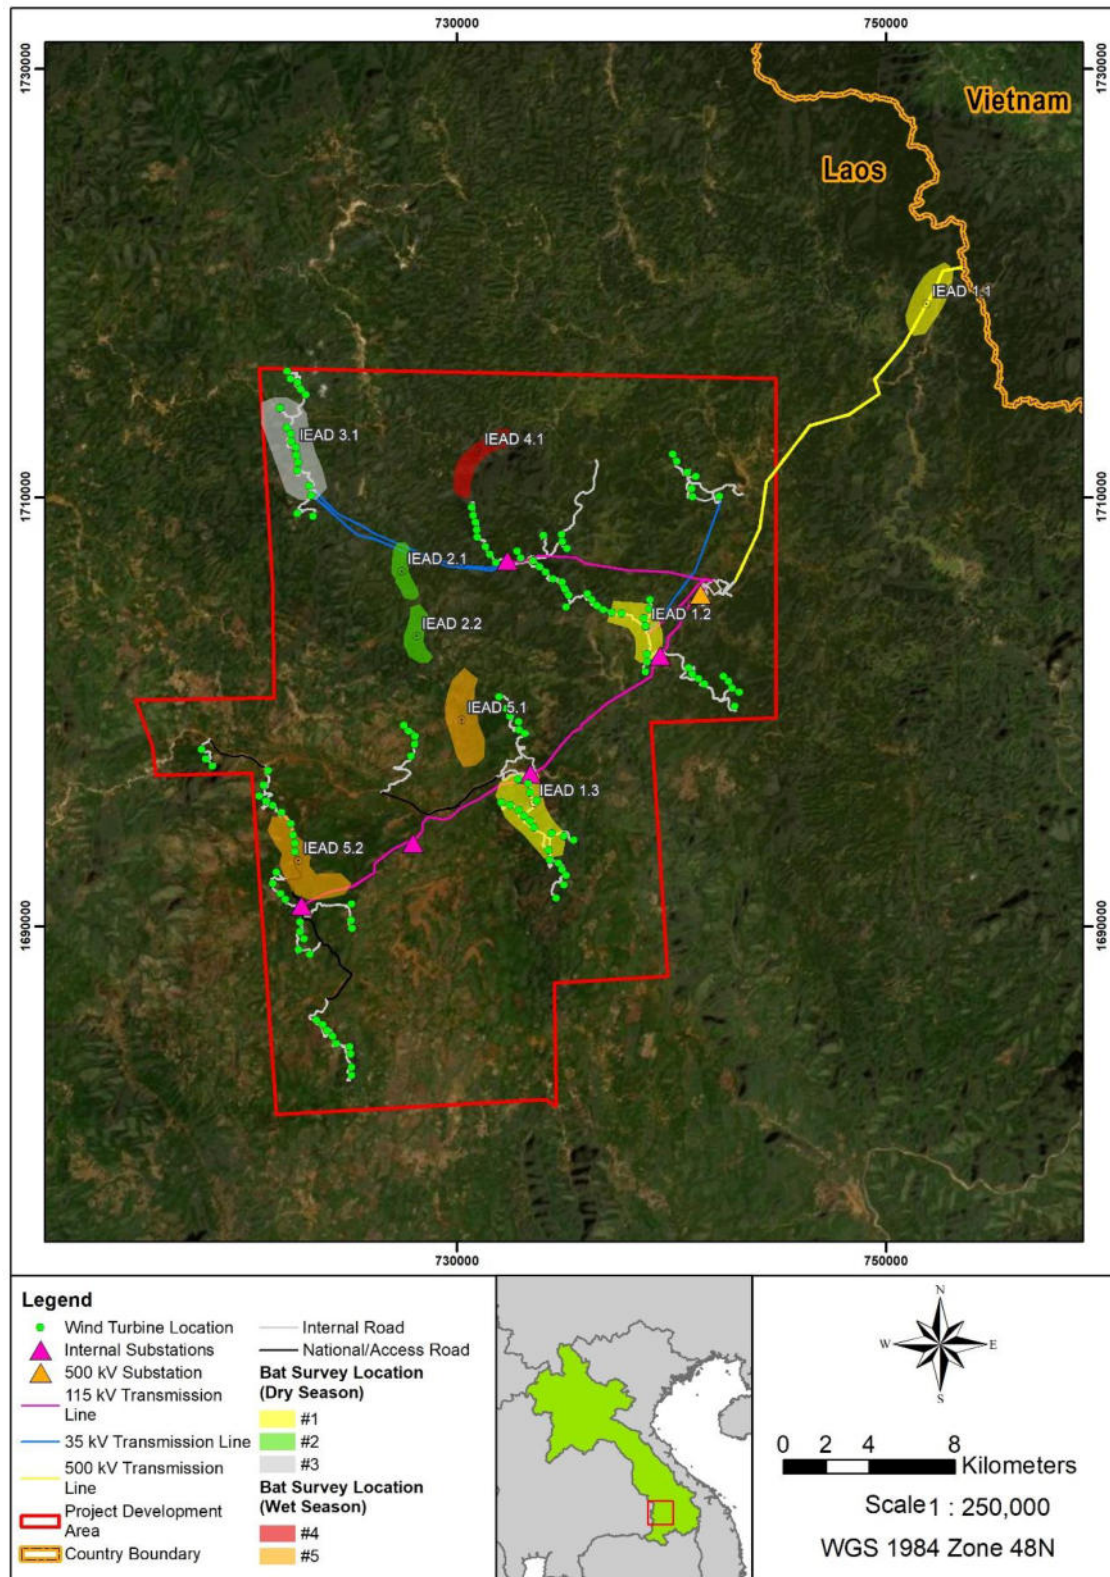 730000
750000
1730000
1730000
Vietnam
Laos
IEAD 1.1
IEAD 3.1
IEAD 4.1
1710000
1710000
IEAD 2.1
IEAD 2.2
IEAD 1.2
IEAD 5.1
IEAD 1.3
IEAD 5.2
1690000
1690000
730000
750000
Legend
Wind Turbine Location
Internal Substations
500 kV Substation
115 kV Transmission
Line
35 kV Transmission Line
500 kV Transmission
Line
Project Development
Area
Country Boundary
Internal Road
National/Access Road
Bat Survey Location
(Dry Season)
#1
#2
#3
Bat Survey Location
(Wet Season)
#4
#5
N
W
E
S
0 2 4 8
Kilometers
Scale 1 : 250,000
WGS 1984 Zone 48N